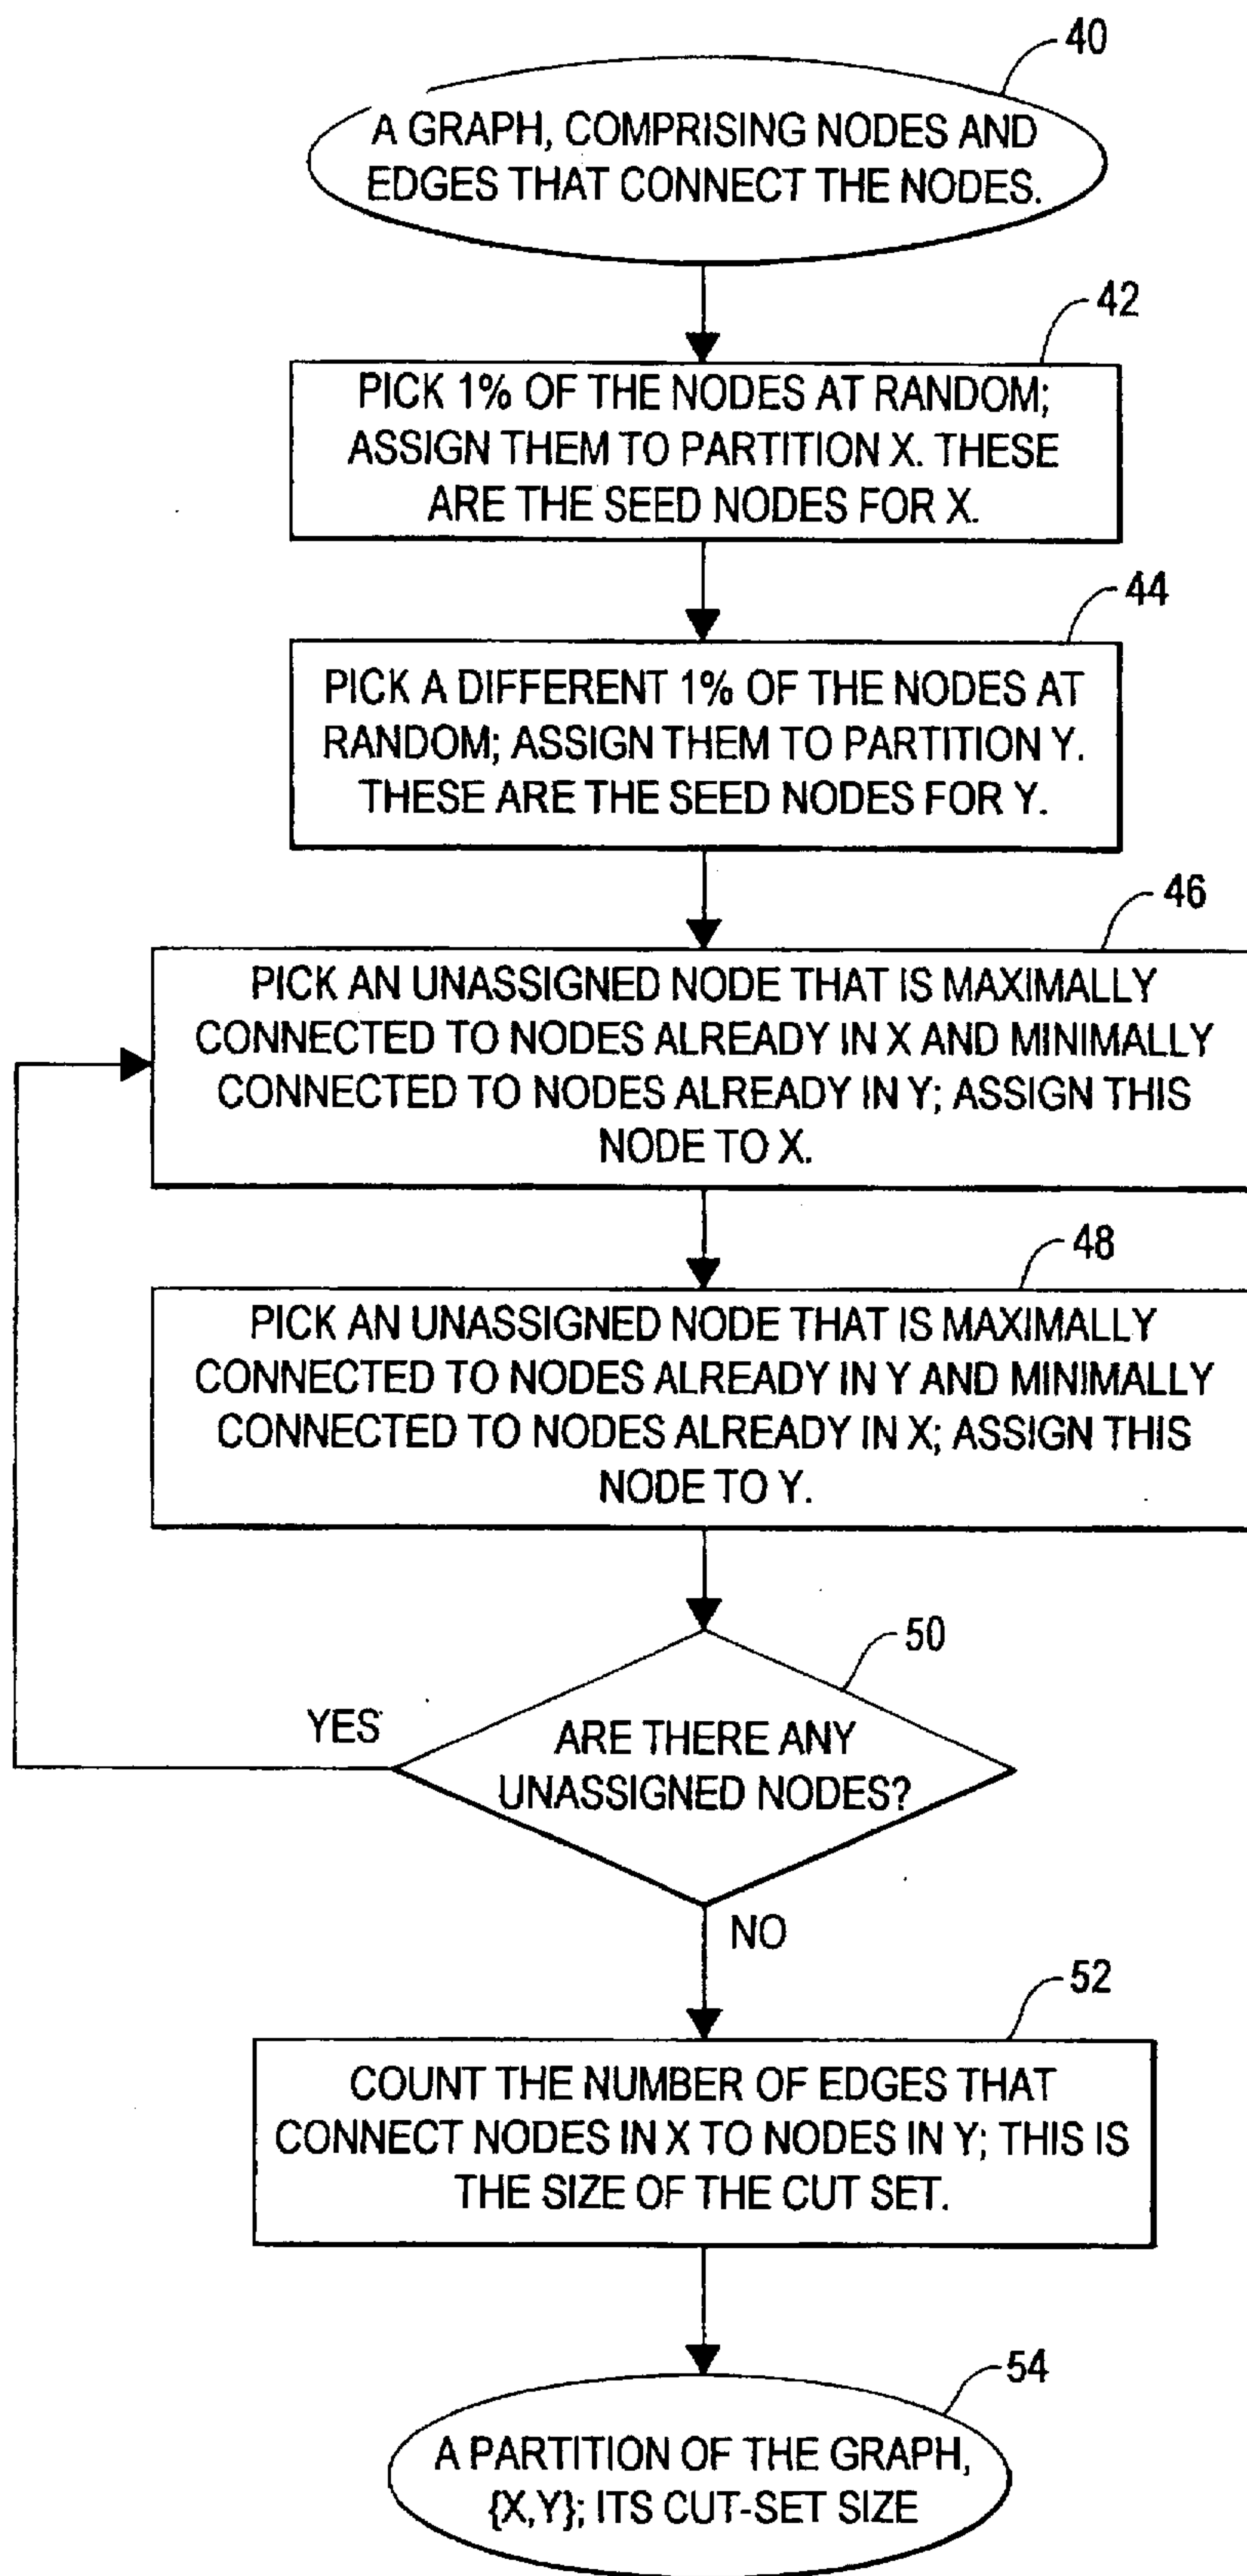 40
A GRAPH, COMPRISING NODES AND
EDGES THAT CONNECT THE NODES.
42
PICK 1% OF THE NODES AT RANDOM;
ASSIGN THEM TO PARTITION X. THESE
ARE THE SEED NODES FOR X.
44
PICK A DIFFERENT 1% OF THE NODES AT
RANDOM; ASSIGN THEM TO PARTITION Y.
THESE ARE THE SEED NODES FOR Y.
46
PICK AN UNASSIGNED NODE THAT IS MAXIMALLY
CONNECTED TO NODES ALREADY IN X AND MINIMALLY
CONNECTED TO NODES ALREADY IN Y; ASSIGN THIS
NODE TO X.
48
PICK AN UNASSIGNED NODE THAT IS MAXIMALLY
CONNECTED TO NODES ALREADY IN Y AND MINIMALLY
CONNECTED TO NODES ALREADY IN X; ASSIGN THIS
NODE TO Y.
50
YES
ARE THERE ANY
UNASSIGNED NODES?
NO
52
COUNT THE NUMBER OF EDGES THAT
CONNECT NODES IN X TO NODES IN Y; THIS IS
THE SIZE OF THE CUT SET.
54
A PARTITION OF THE GRAPH,
{X,Y}; ITS CUT-SET SIZE